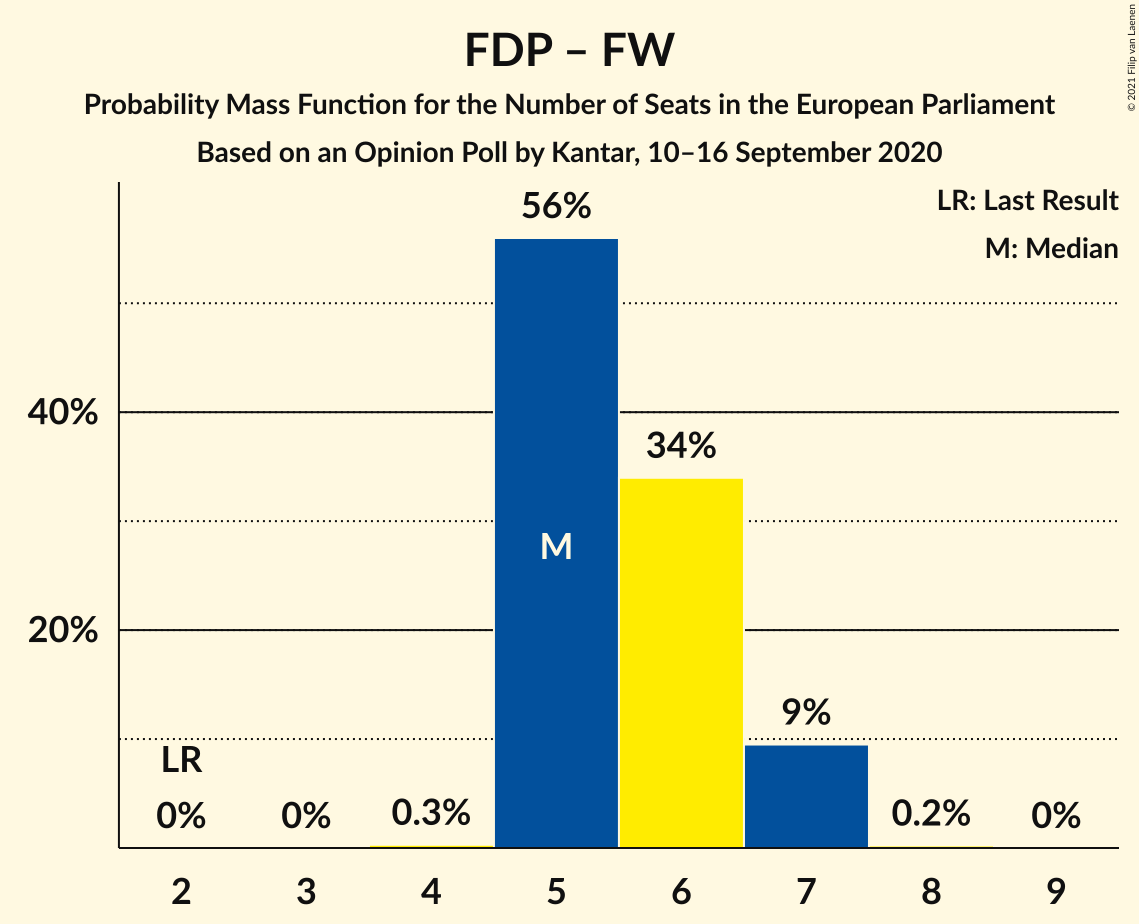 FDP – FW
Probability Mass Function for the Number of Seats in the European Parliament
Based on an Opinion Poll by Kantar, 10–16 September 2020
© 2021 Filip van Laenen
LR: Last Result
M: Median
56%
40%
34%
M
20%
9%
LR
0%
0%
0.3%
0.2%
0%
2 3 4 5 6 7 8 9